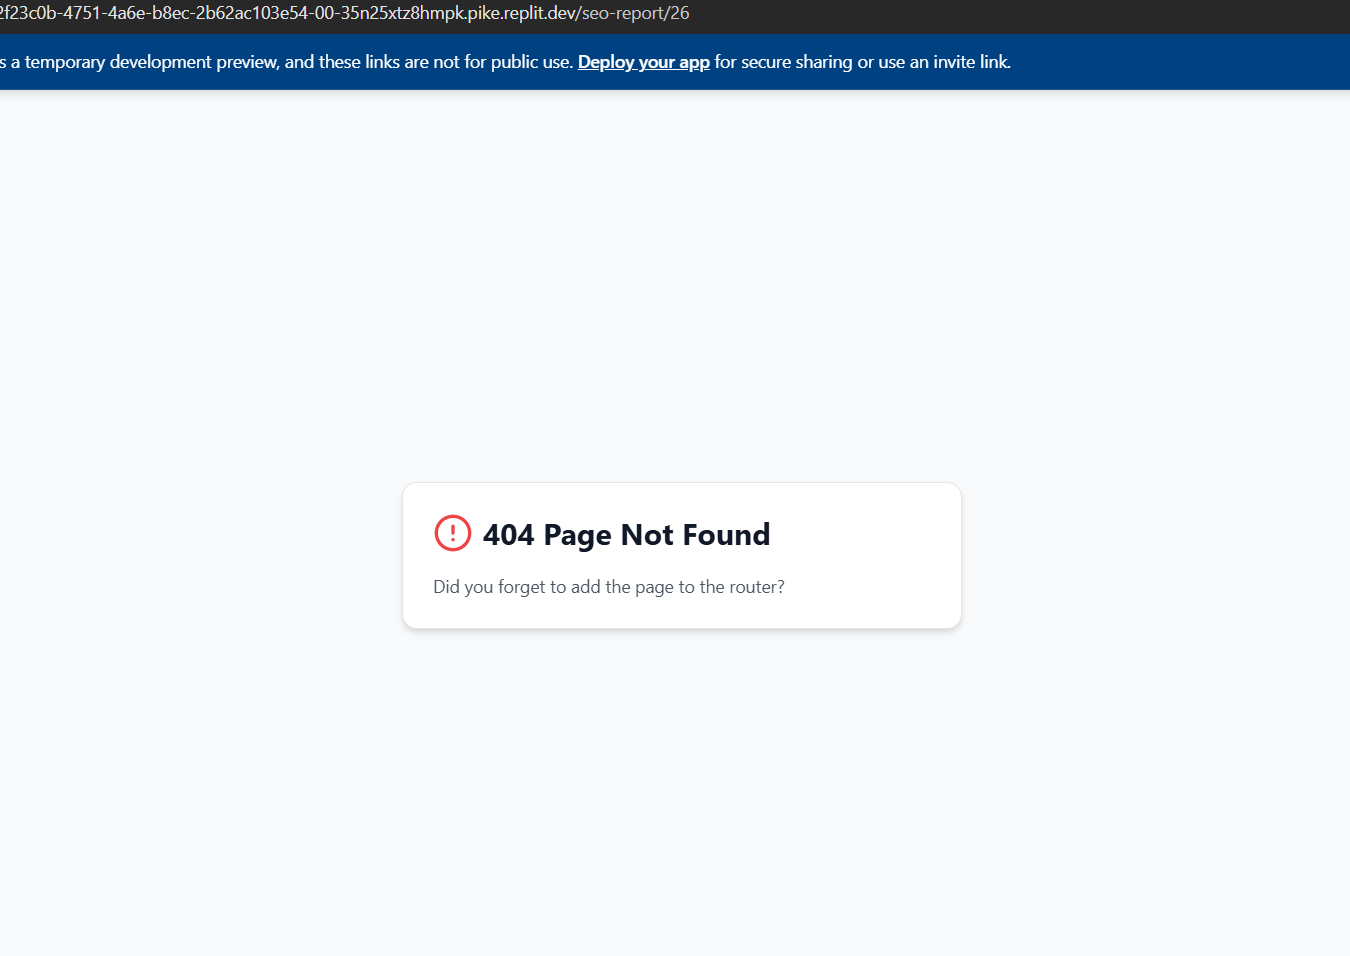 2f23c0b-4751-4a6e-b8ec-2b62ac103e54-00-35n25xtz8hmpk.pike.replit.dev/seo-report/26
s a temporary development preview, and these links are not for public use. Deploy your app for secure sharing or use an invite link.
404 Page Not Found
Did you forget to add the page to the router?